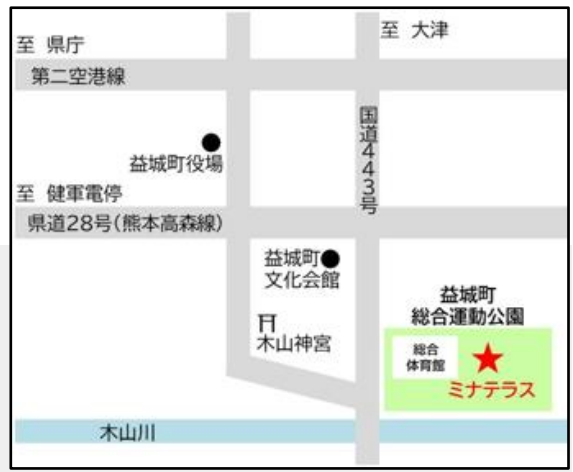 至 大津
至 県庁
第二空港線
国道443号
益城町役場
至 健軍電停
県道28号(熊本高森線)
益城町
文化会館
木山神宮
益城町
総合運動公園
総合
体育館
ミナテラス
木山川